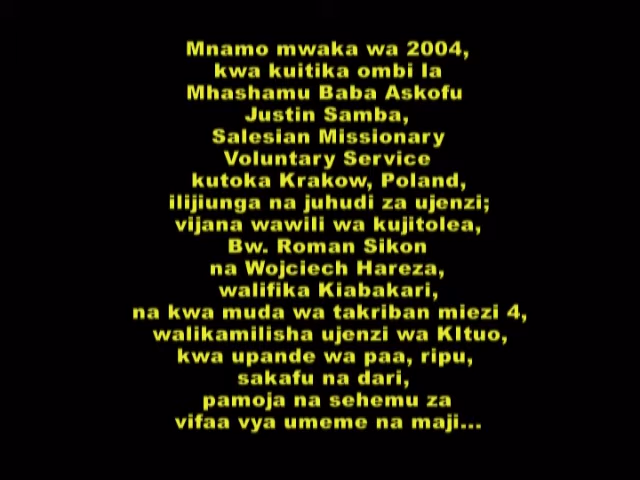 Mnamo mwaka wa 2004,
kwa kuitika ombi la
Mhashamu Baba Askofu
Justin Samba,
Salesian Missionary
Voluntary Service
kutoka Krakow, Poland,
ilijiunga na juhudi za ujenzi;
vijana wawili wa kujitolea,
Bw. Roman Sikon
na Wojciech Hareza,
walifika Kiabakari,
na kwa muda wa takriban miezi 4,
walikamilisha ujenzi wa KItuo,
kwa upande wa paa, ripu,
sakafu na dari,
pamoja na sehemu za
vifaa vya umeme na maji...